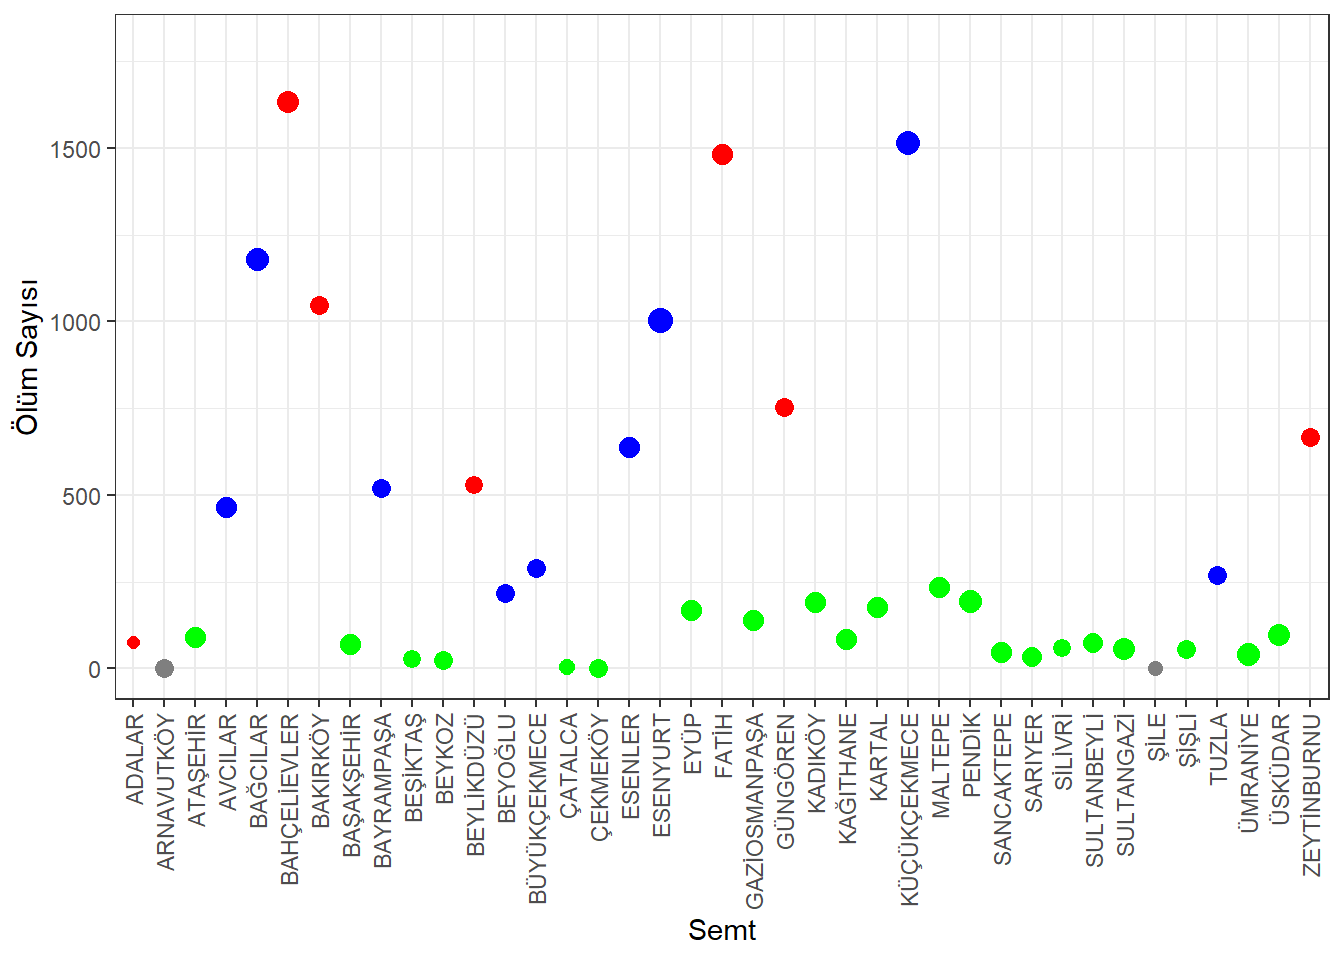 Ölüm Sayısı
1500
1000
500
0
ADALAR
ARNAVUTKÖY
ATAŞEHİR
AVCILAR
BAĞCILAR
BAHÇELİEVLER
BAKIRKÖY
BAŞAKŞEHİR
BAYRAMPAŞA
BEŞİKTAŞ
BEYKOZ
BEYLİKDÜZÜ
BEYOĞLU
BÜYÜKÇEKMECE
ÇATALCA
ÇEKMEKÖY
ESENLER
ESENYURT
EYÜP
FATİH
GAZİOSMANPAŞA
GÜNGÖREN
KADIKÖY
KAĞITHANE
KARTAL
KÜÇÜKÇEKMECE
MALTEPE
PENDİK
SANCAKTEPE
SARIYER
SİLİVRİ
SULTANBEYLİ
SULTANGAZİ
ŞİLE
ŞİŞLİ
TUZLA
ÜMRANİYE
ÜSKÜDAR
ZEYTİNBURNU
Semt